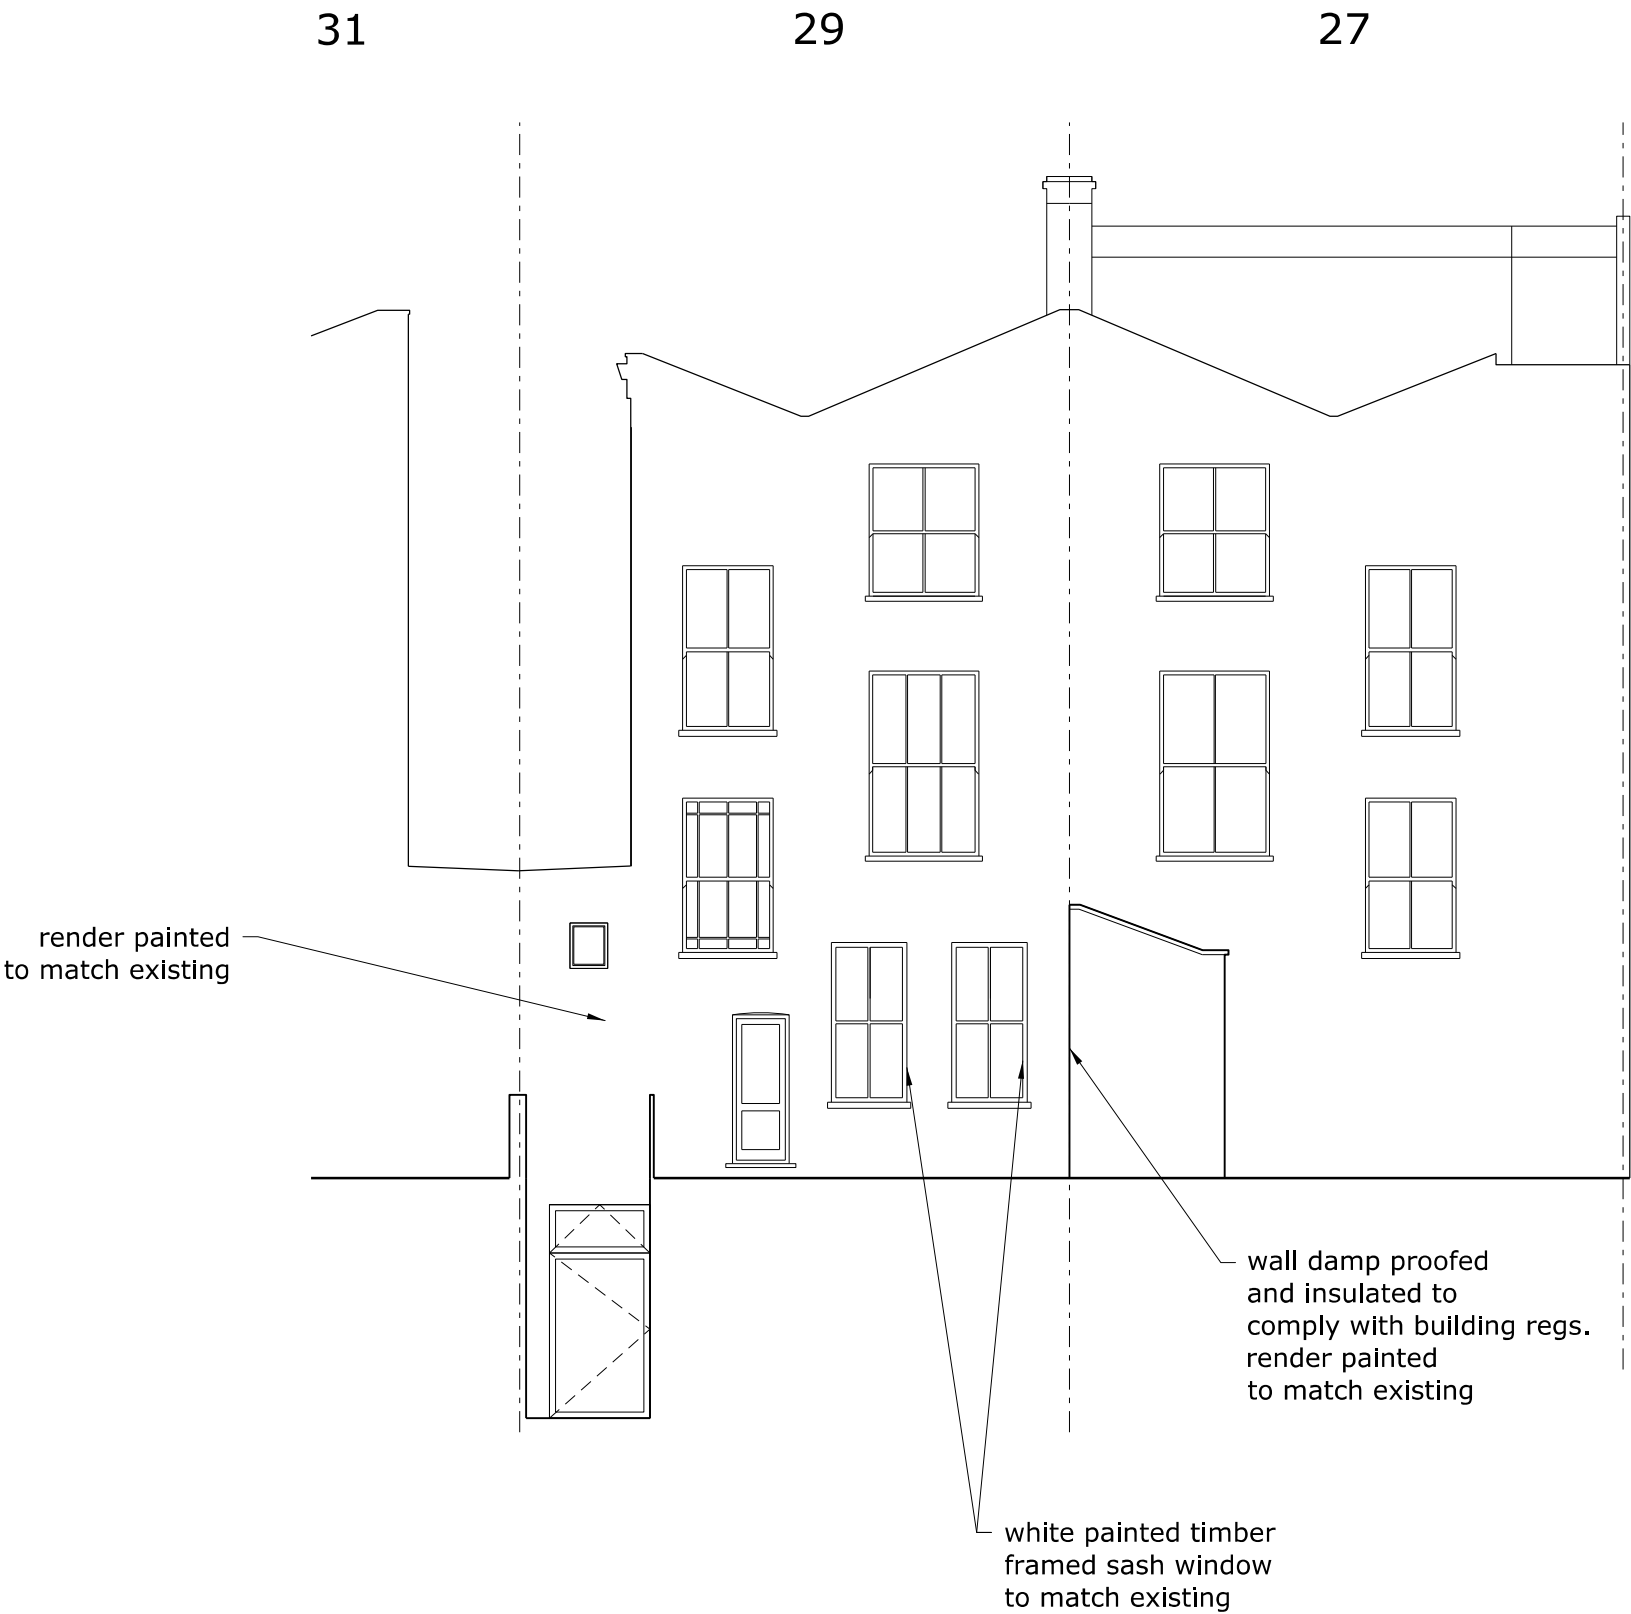 31
29
27
render painted
to match existing
wall damp proofed
and insulated to
comply with building regs.
render painted
to match existing
white painted timber
framed sash window
to match existing